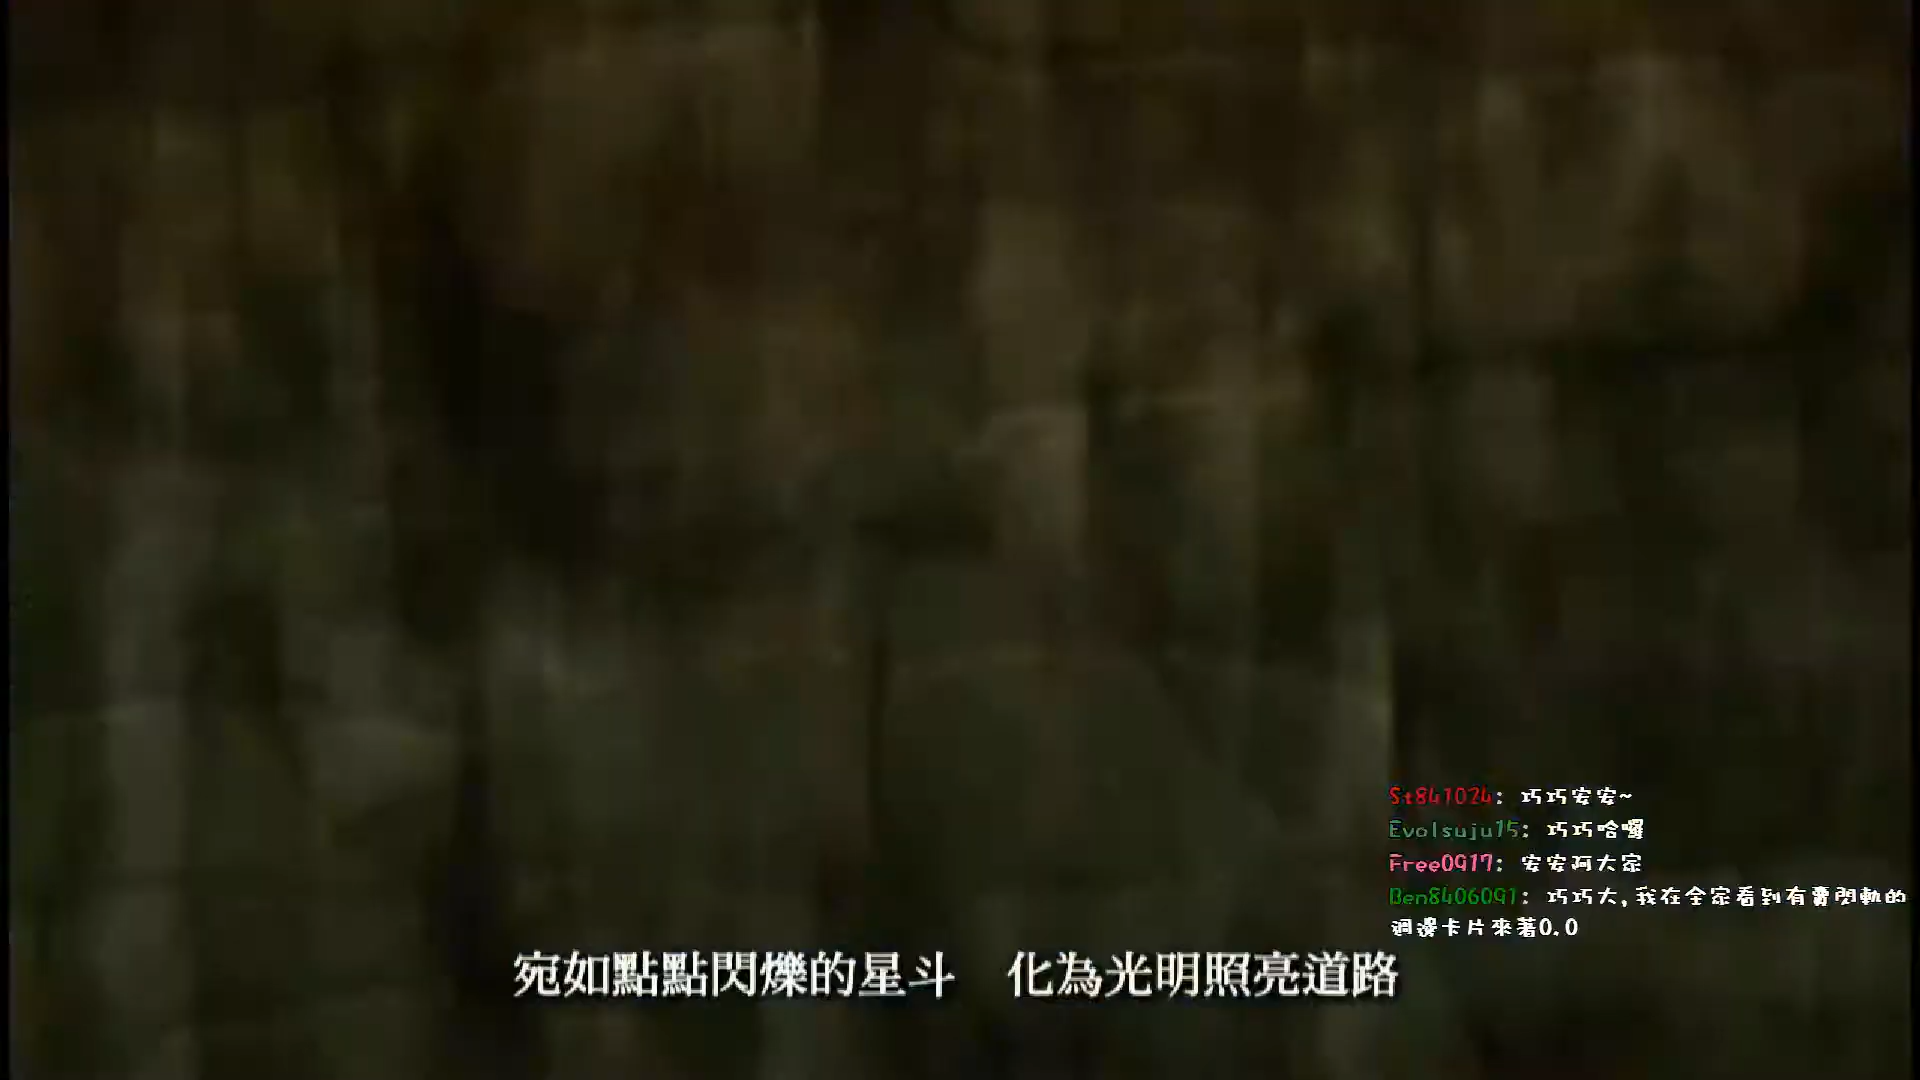 St841024: 巧巧安安~
Evolsuju15: 巧巧哈囉
Free0917: 安安阿大家
Ben8406091: 巧巧大,我在全家看到有賣閃軌的
週邊卡片來著0.0
宛如點點閃爍的星斗　化為光明照亮道路